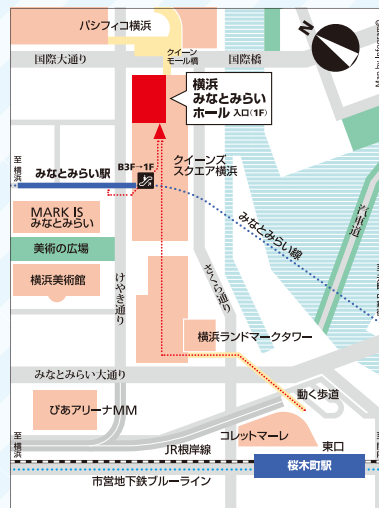 パシフィコ横浜
N
国際大通り
クイーン
モール橋
国際橋
横浜
みなとみらい
ホール 入口(1F)
至横浜
みなとみらい駅
B3F→1F
クイーンズ
スクエア横浜
MARK IS
みなとみらい
美術の広場
横浜美術館
けやき通り
さくら通り
みなとみらい線
汽車道
横浜ランドマークタワー
みなとみらい大通り
動く歩道
ぴあアリーナMM
コレットマーレ
東口
至横浜
JR根岸線
桜木町駅
市営地下鉄ブルーライン